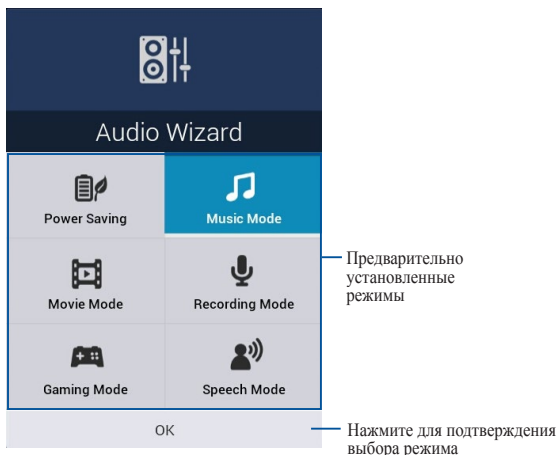 Audio Wizard
Power Saving
Music Mode
Movie Mode
Recording Mode
Gaming Mode
Speech Mode
OK
Предварительно
установленные
режимы
Нажмите для подтверждения
выбора режима